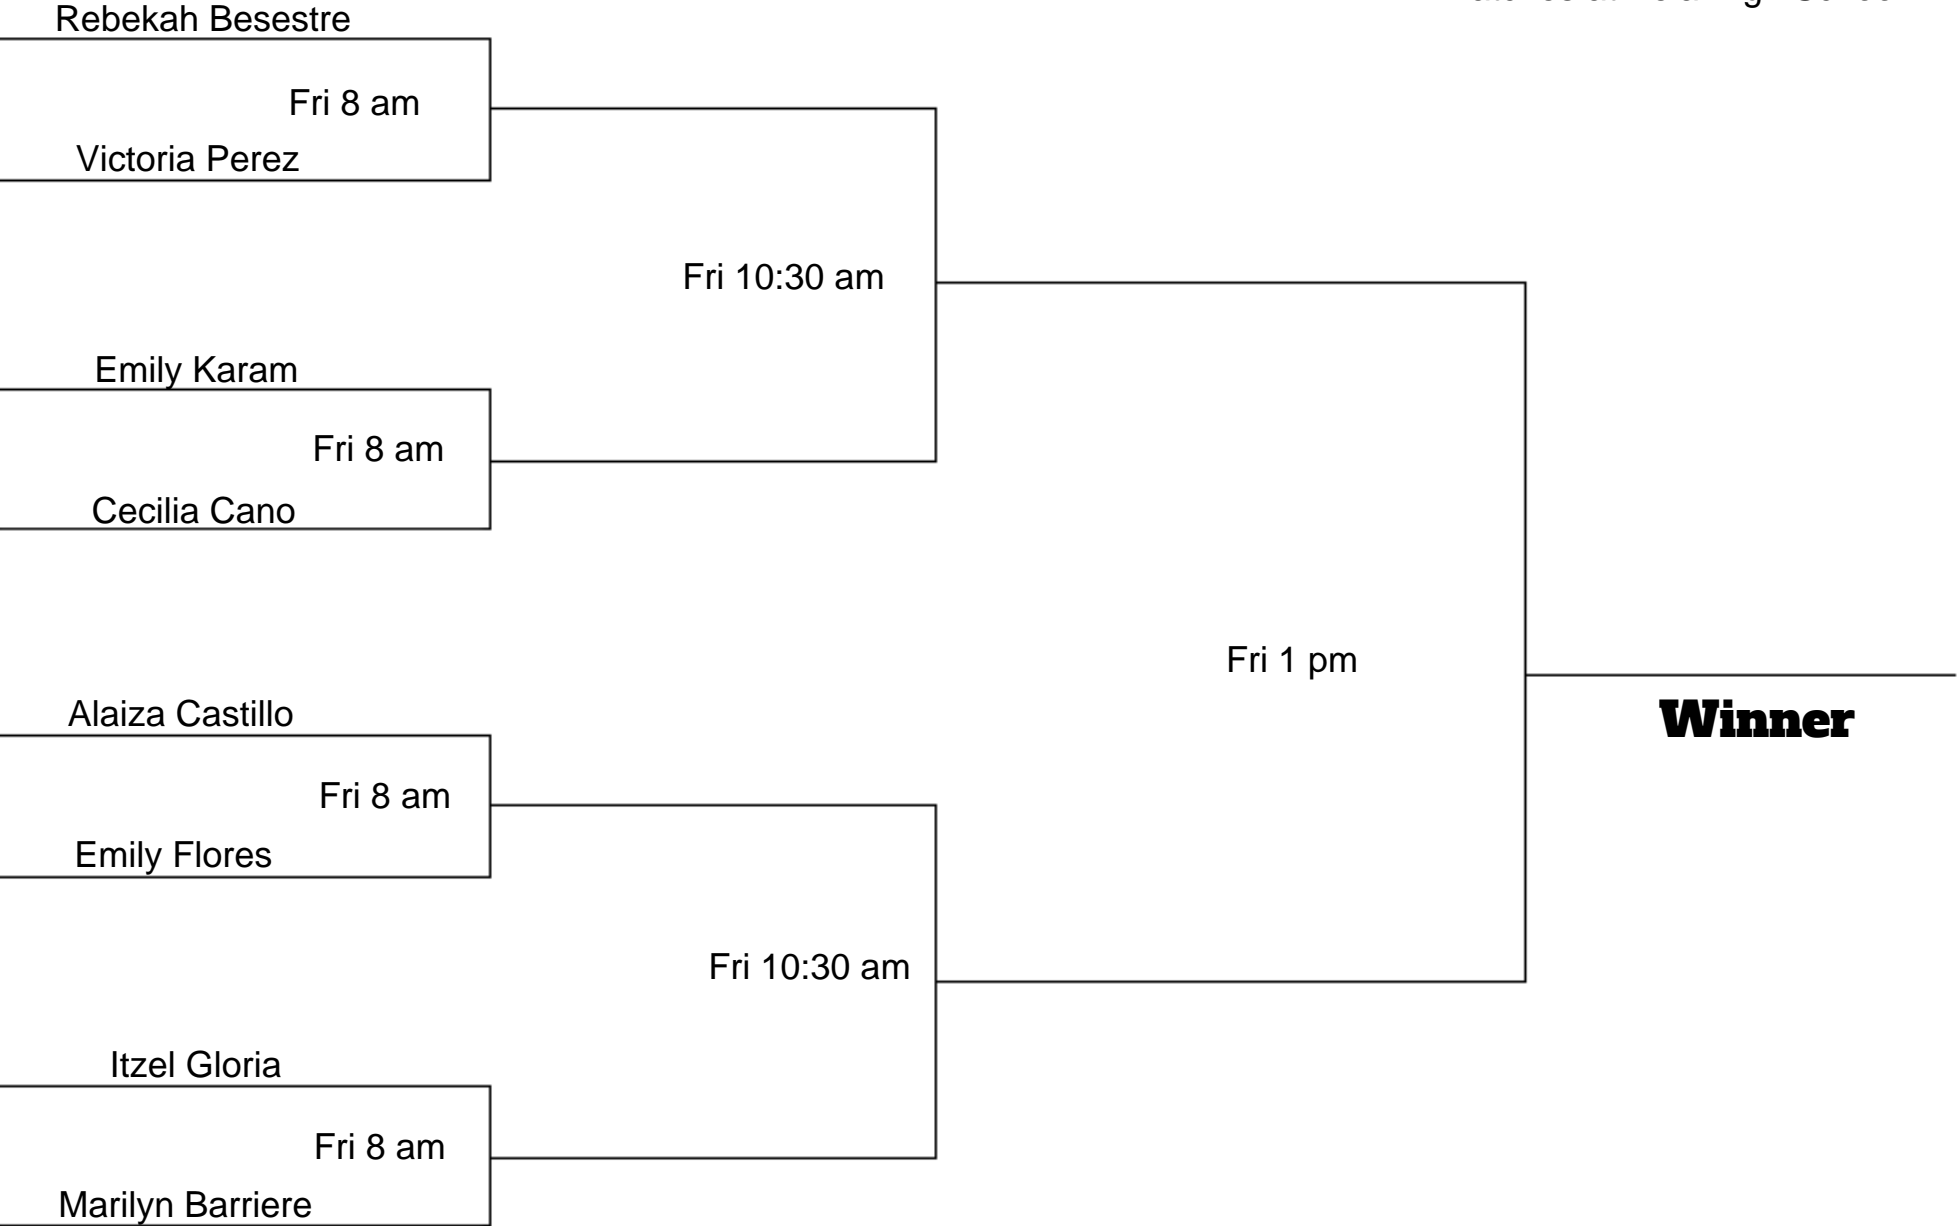 Rebekah Besestre
Fri 8 am
Victoria Perez
Fri 10:30 am
Emily Karam
Fri 8 am
Cecilia Cano
Fri 1 pm
Winner
Alaiza Castillo
Fri 8 am
Emily Flores
Fri 10:30 am
Itzel Gloria
Fri 8 am
Marilyn Barriere